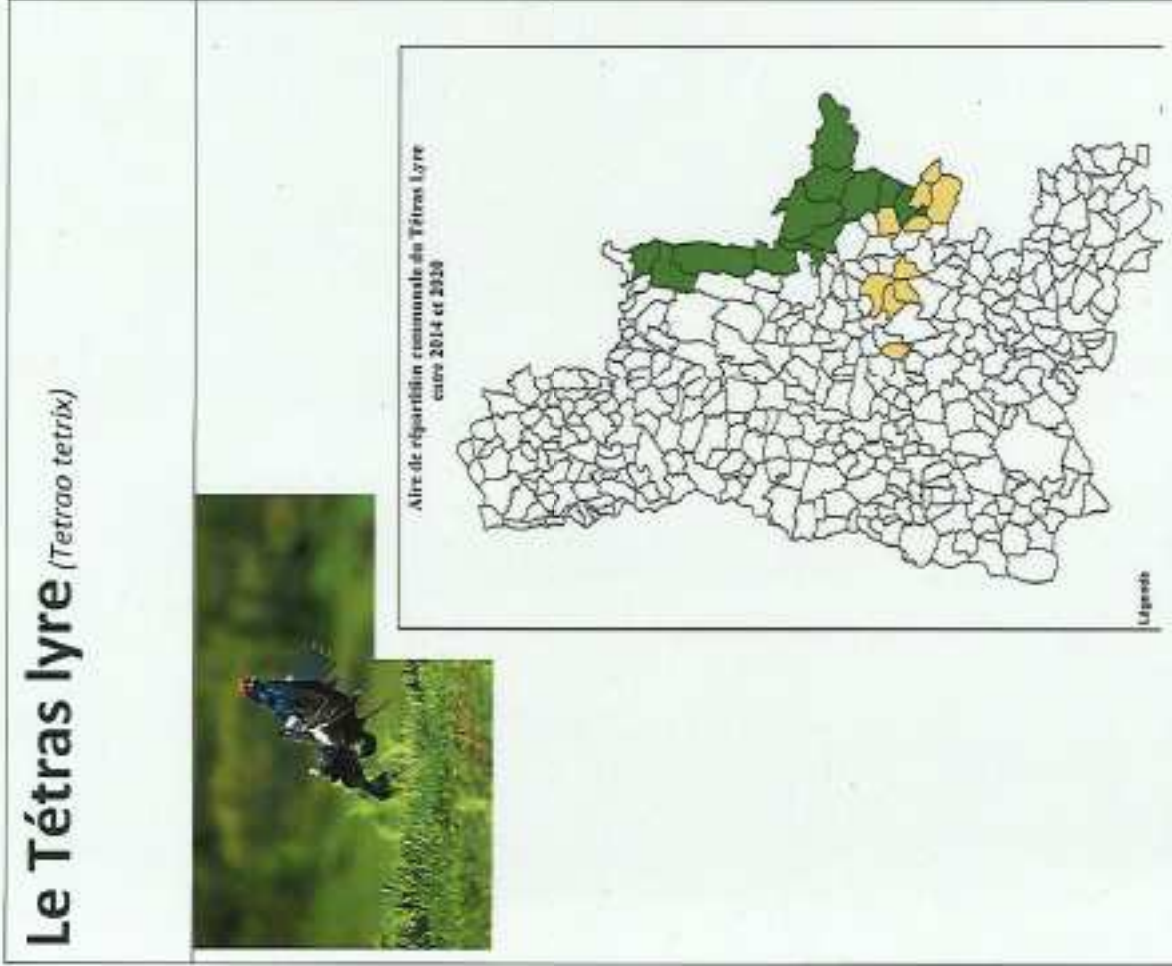 Le Tétras lyre (Tetrao tetrix)
Aire de répartition communale du Tétras Lyre
entre 2014 et 2020
Légende